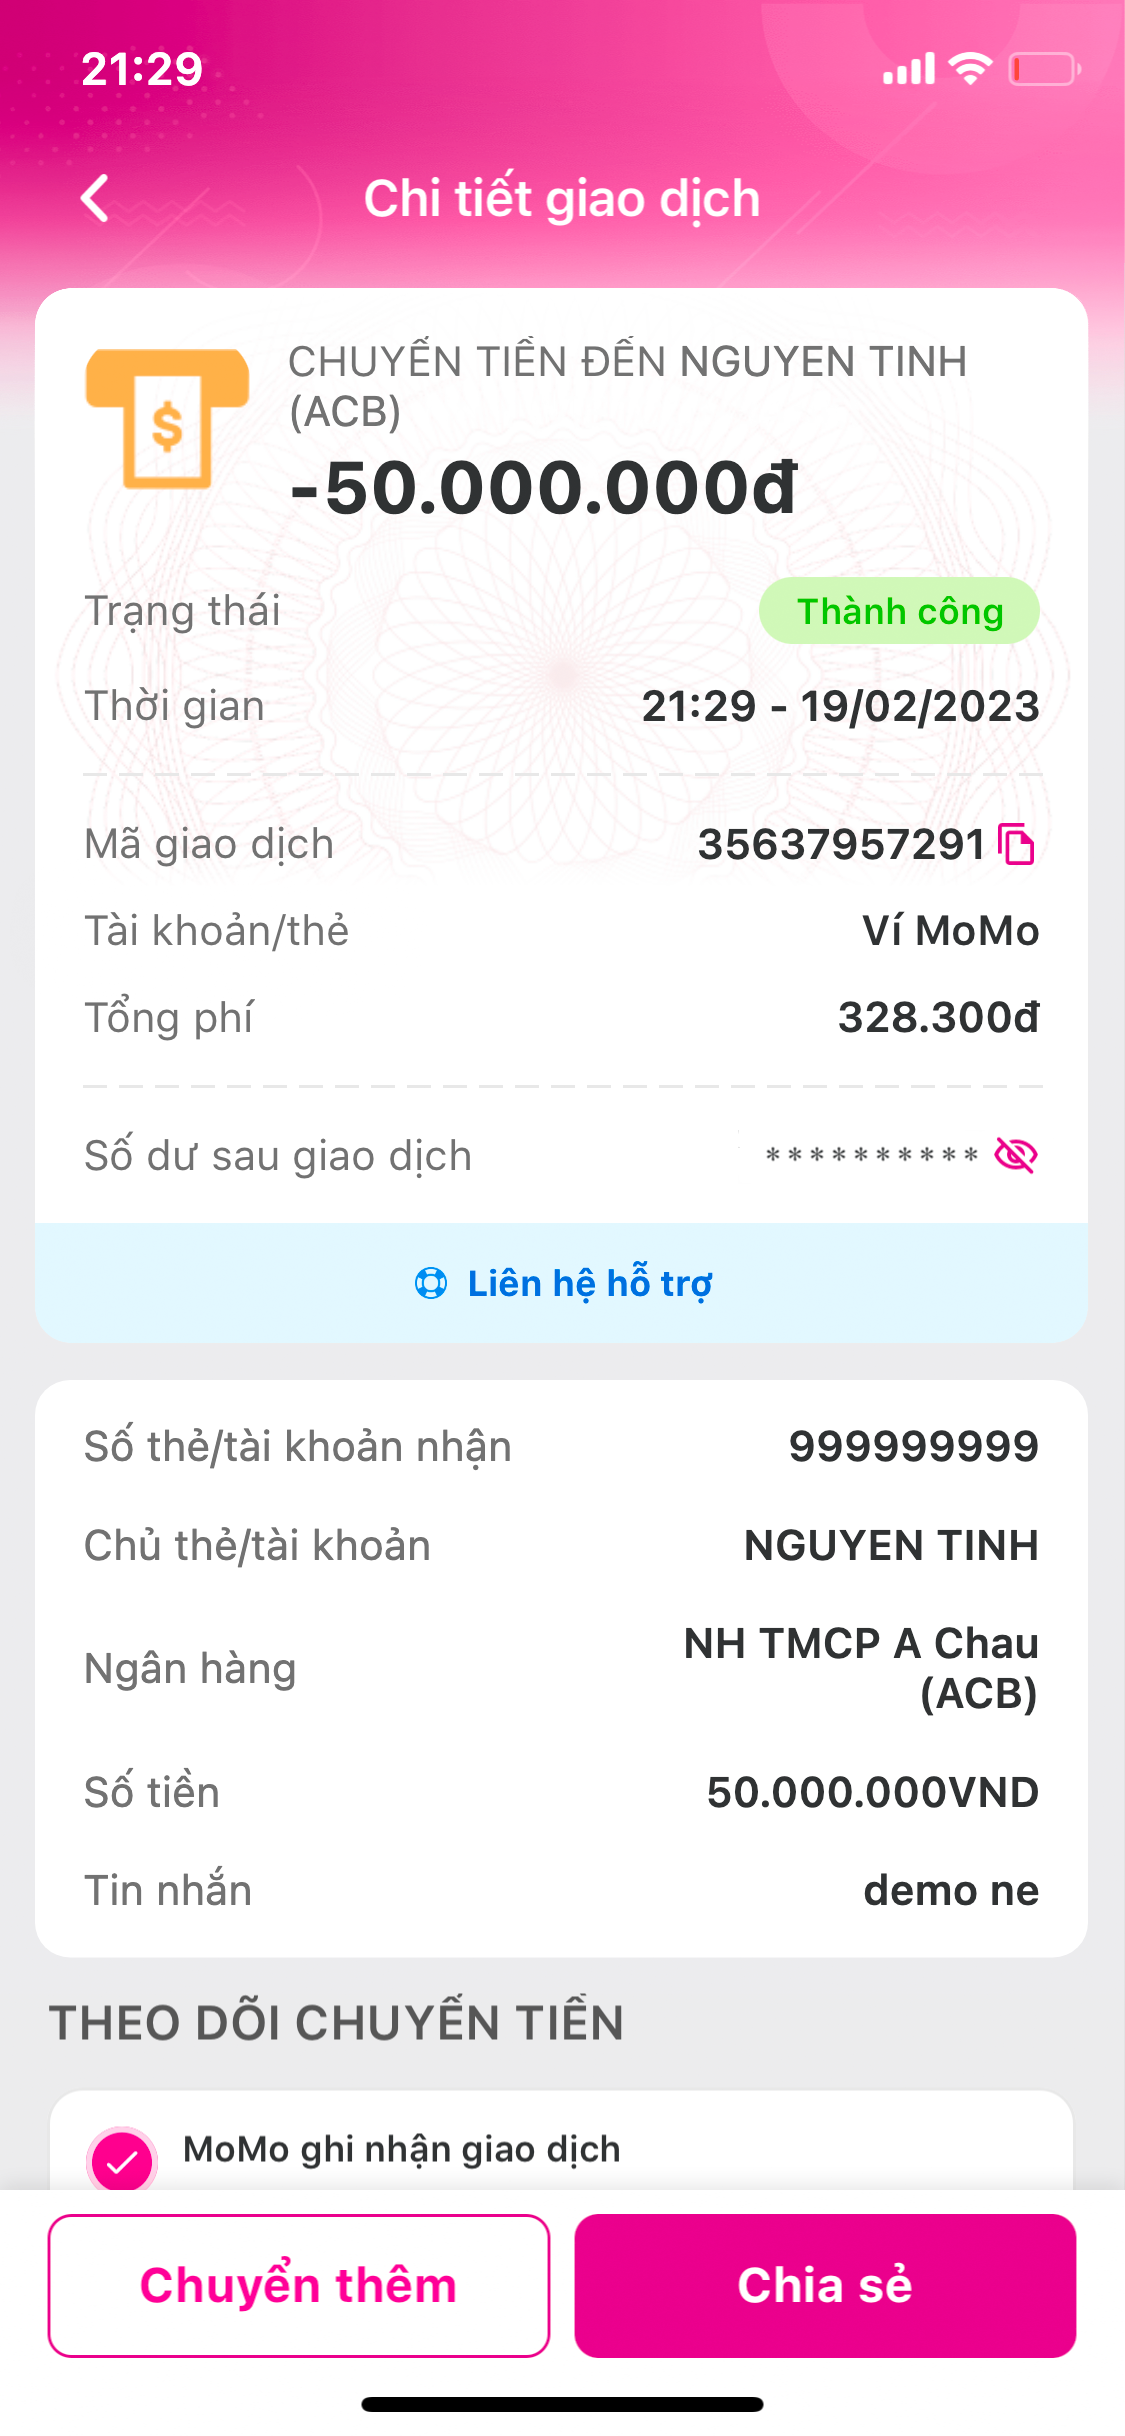 21:29
Chi tiết giao dịch
CHUYỂN TIỀN ĐẾN NGUYEN TINH
(ACB)
-50.000.000đ
Trạng thái
Thành công
Thời gian
21:29 - 19/02/2023
Mã giao dịch
35637957291
Tài khoản/thẻ
Ví MoMo
Tổng phí
328.300đ
Số dư sau giao dịch
**********
Liên hệ hỗ trợ
Số thẻ/tài khoản nhận
999999999
Chủ thẻ/tài khoản
NGUYEN TINH
Ngân hàng
NH TMCP A Chau
(ACB)
Số tiền
50.000.000VND
Tin nhắn
demo ne
THEO DÕI CHUYỂN TIỀN
MoMo ghi nhận giao dịch
Chuyển thêm
Chia sẻ